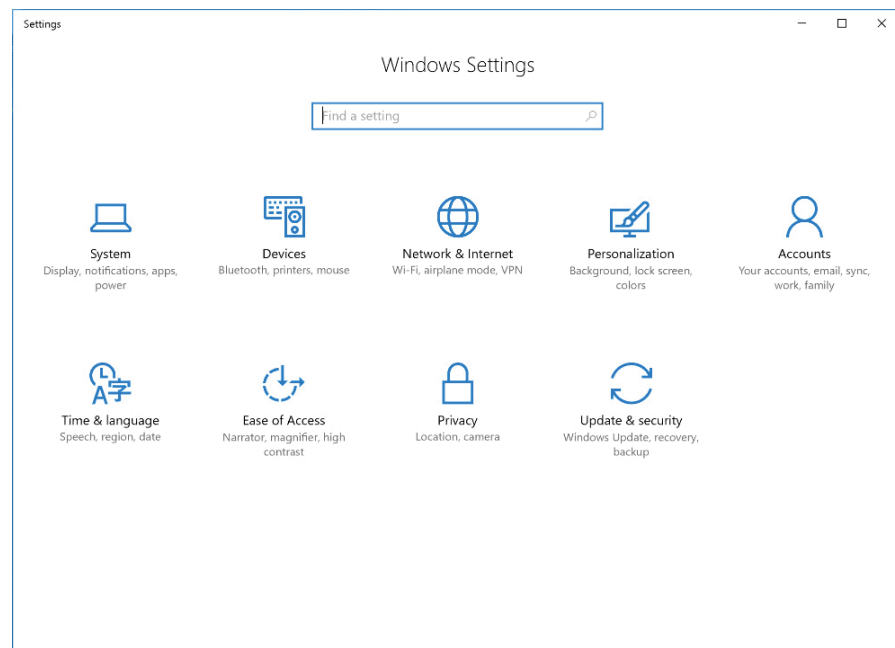 Settings
Windows Settings
Find a setting
System
Display, notifications, apps,
power
Devices
Bluetooth, printers, mouse
Network & Internet
Wi-Fi, airplane mode, VPN
Personalization
Background, lock screen,
colors
Accounts
Your accounts, email, sync,
work, family
A字
Time & language
Speech, region, date
Ease of Access
Narrator, magnifier, high
contrast
Privacy
Location, camera
Update & security
Windows Update, recovery,
backup